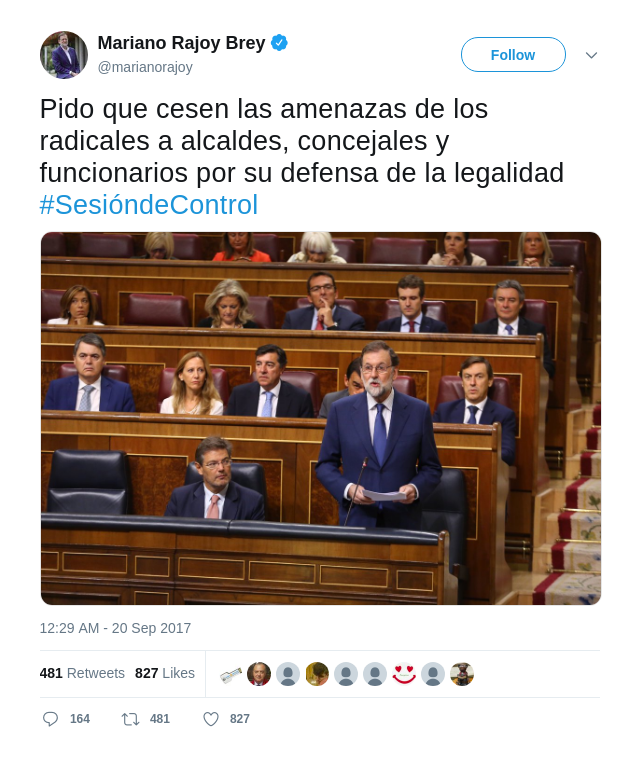 Mariano Rajoy Brey
@marianorajoy
Follow
Pido que cesen las amenazas de los
radicales a alcaldes, concejales y
funcionarios por su defensa de la legalidad
#SesióndeControl
12:29 AM - 20 Sep 2017
481 Retweets 827 Likes
164 481 827